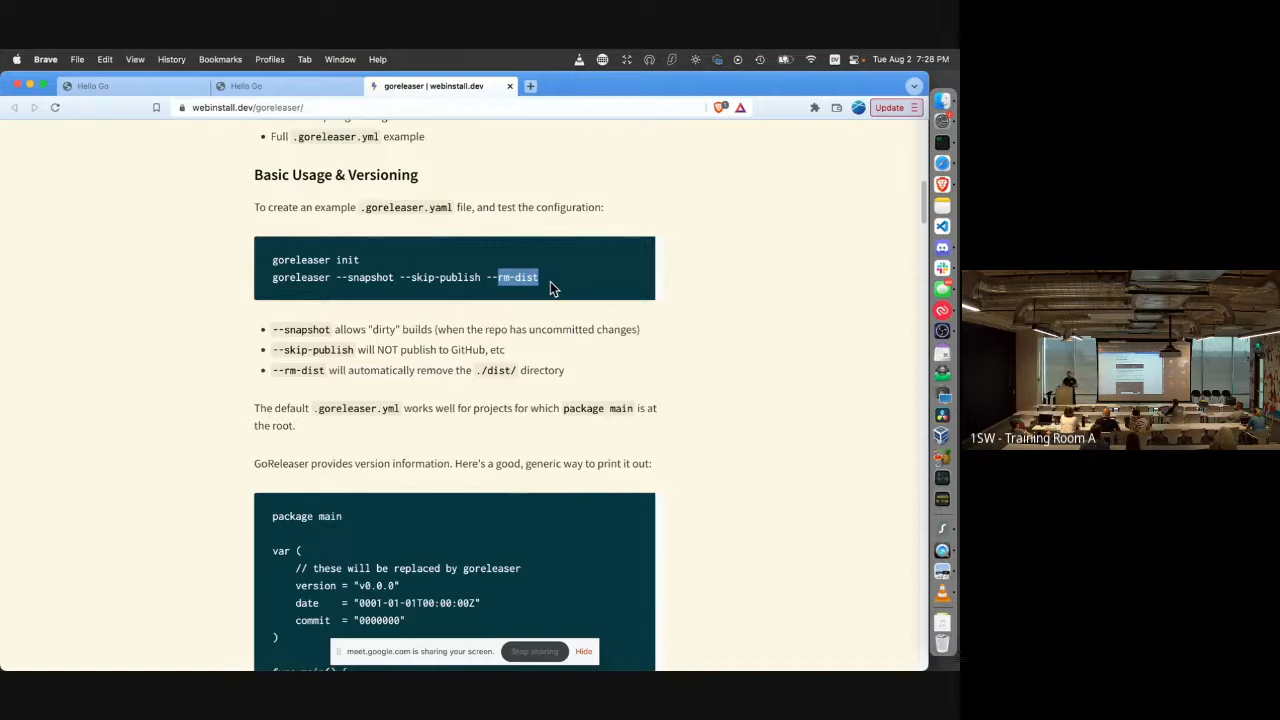 Brave File Edit View History Bookmarks Profiles Tab Window Help
Tue Aug 2 7:28 PM
Hello Go
Hello Go
goreleaser | webinstall.dev
webinstall.dev/goreleaser/
Update
Full .goreleaser.yml example
Basic Usage & Versioning
To create an example .goreleaser.yaml file, and test the configuration:
goreleaser init
goreleaser --snapshot --skip-publish --rm-dist
--snapshot allows "dirty" builds (when the repo has uncommitted changes)
--skip-publish will NOT publish to GitHub, etc
--rm-dist will automatically remove the ./dist/ directory
The default .goreleaser.yml works well for projects for which package main is at
the root.
GoReleaser provides version information. Here's a good, generic way to print it out:
package main
var (
// these will be replaced by goreleaser
version = "v0.0.0"
date = "0001-01-01T00:00:00Z"
commit = "0000000"
)
meet.google.com is sharing your screen. Stop sharing Hide
1SW - Training Room A